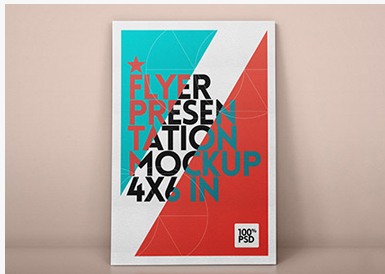 FLYER
PRESEN
TATION
MOCKUP
4X6 IN
100%
PSD